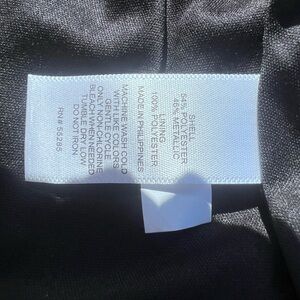 SHELL
54% POLYESTER
46% METALLIC
LINING
100% POLYESTER
MADE IN PHILIPPINES
MACHINE WASH COLD
WITH LIKE COLORS
GENTLE CYCLE
ONLY NON-CHLORINE
BLEACH WHEN NEEDED
TUMBLE DRY LOW
DO NOT IRON
RN# 55285